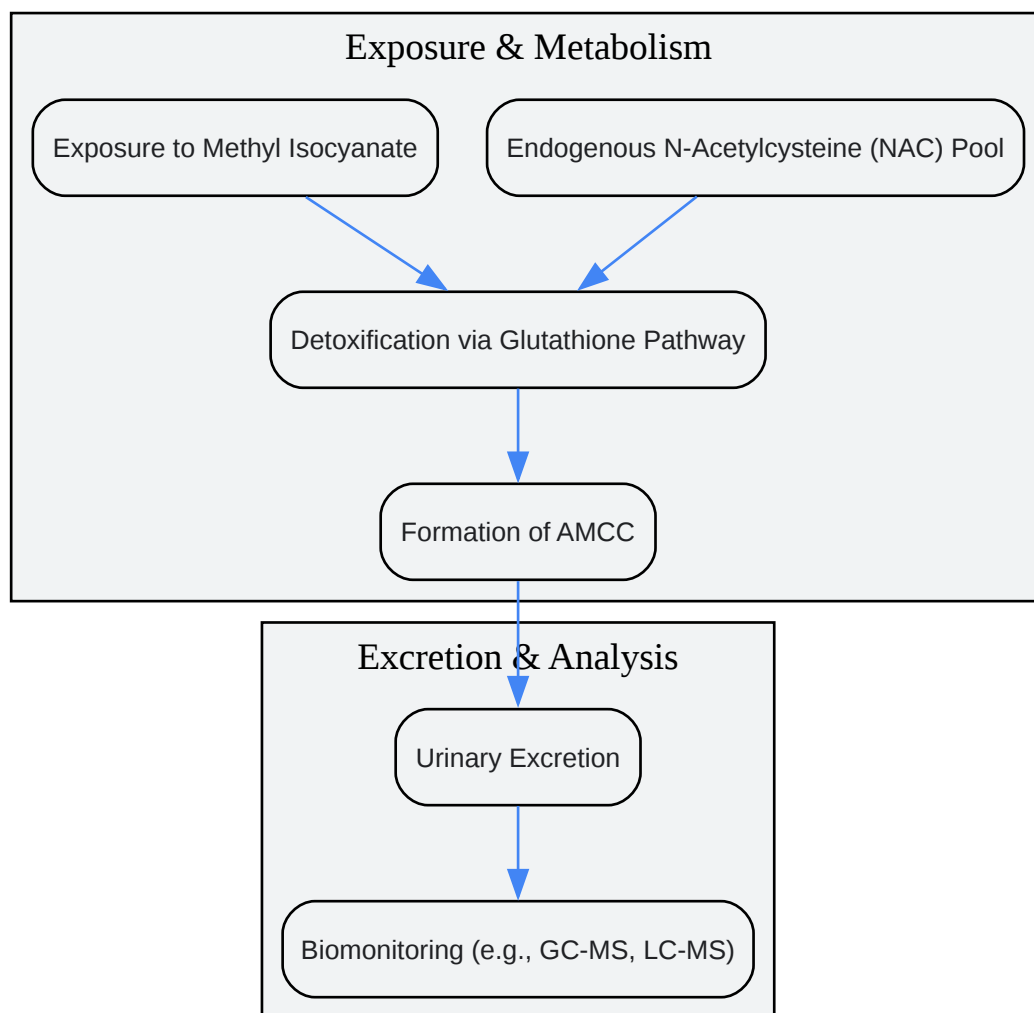 Exposure & Metabolism
Exposure to Methyl Isocyanate
Endogenous N-Acetylcysteine (NAC) Pool
Detoxification via Glutathione Pathway
Formation of AMCC
Excretion & Analysis
Urinary Excretion
Biomonitoring (e.g., GC-MS, LC-MS)